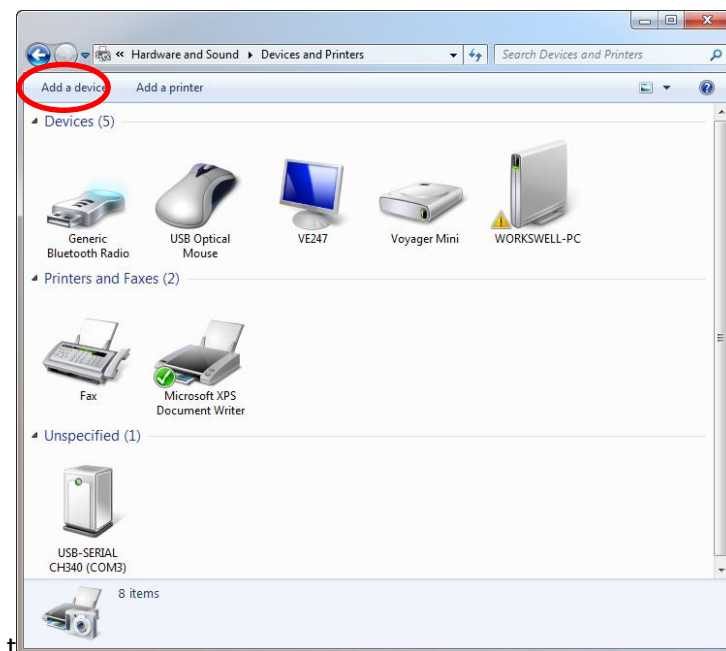 « Hardware and Sound ▸ Devices and Printers
Search Devices and Printers
Add a device
Add a printer
Devices (5)
Generic
Bluetooth Radio
USB Optical
Mouse
VE247
Voyager Mini
WORKSWELL-PC
Printers and Faxes (2)
Fax
Microsoft XPS
Document Writer
Unspecified (1)
USB-SERIAL
CH340 (COM3)
8 items
t